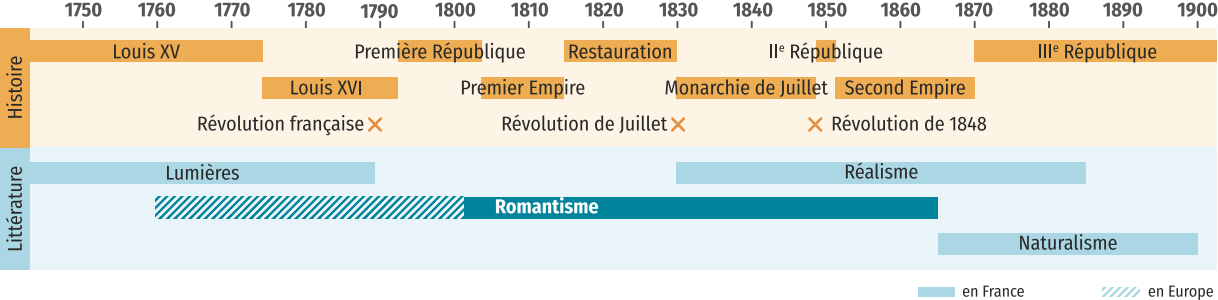 1750 1760 1770 1780 1790 1800 1810 1820 1830 1840 1850 1860 1870 1880 1890 1900
Histoire
Louis XV Première République Restauration IIe République IIIe République
Louis XVI Premier Empire Monarchie de Juillet Second Empire
Révolution française Révolution de Juillet Révolution de 1848
Littérature
Lumières Réalisme
Romantisme
Naturalisme
en France en Europe